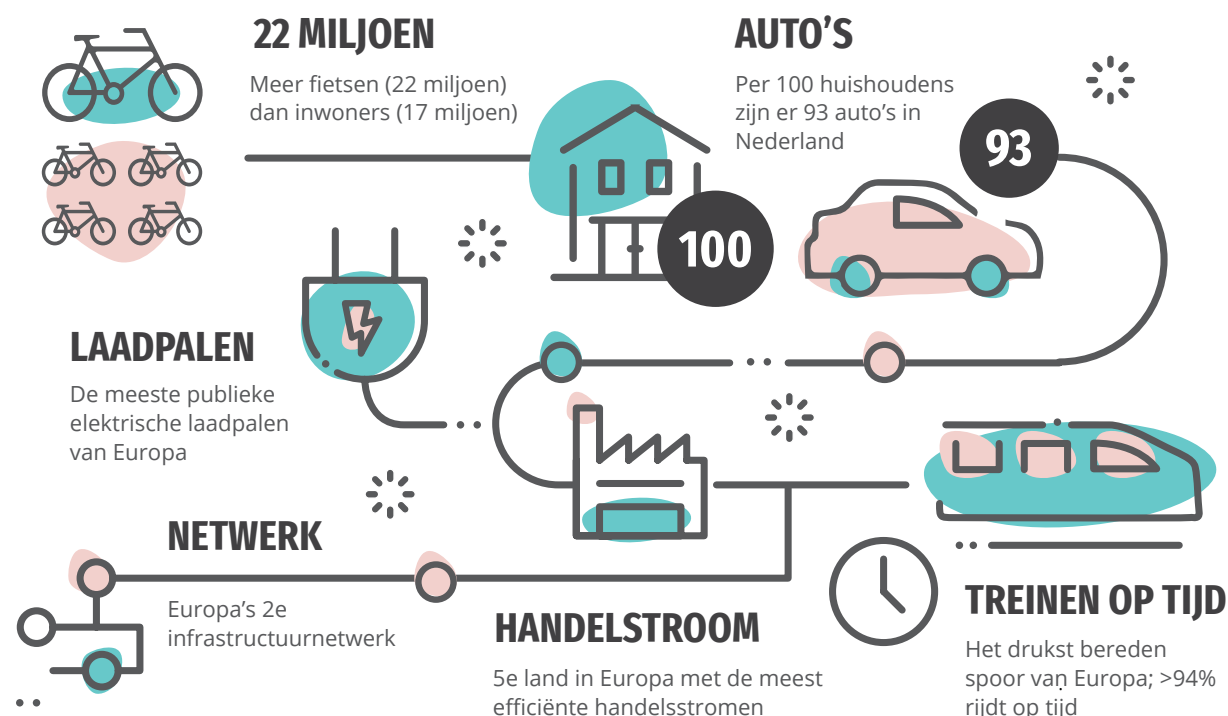 22 MILJOEN
Meer fietsen (22 miljoen)
dan inwoners (17 miljoen)
AUTO'S
Per 100 huishoudens
zijn er 93 auto's in
Nederland
93
100
LAADPALEN
De meeste publieke
elektrische laadpalen
van Europa
NETWERK
Europa's 2e
infrastructuurnetwerk
HANDELSTROOM
5e land in Europa met de meest
efficiënte handelsstromen
TREINEN OP TIJD
Het drukst bereden
spoor van Europa; >94%
rijdt op tijd